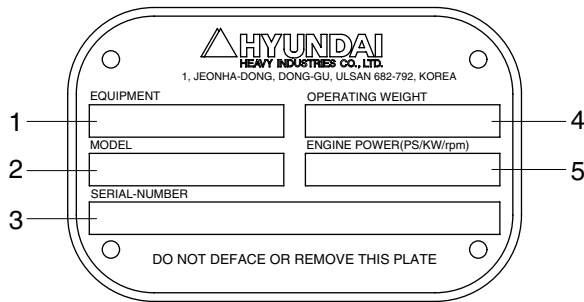 HYUNDAI
HEAVY INDUSTRIES CO., LTD.
1, JEONHA-DONG, DONG-GU, ULSAN 682-792, KOREA
EQUIPMENT OPERATING WEIGHT
1 4
MODEL ENGINE POWER(PS/KW/rpm)
2 5
SERIAL-NUMBER
3
DO NOT DEFACE OR REMOVE THIS PLATE